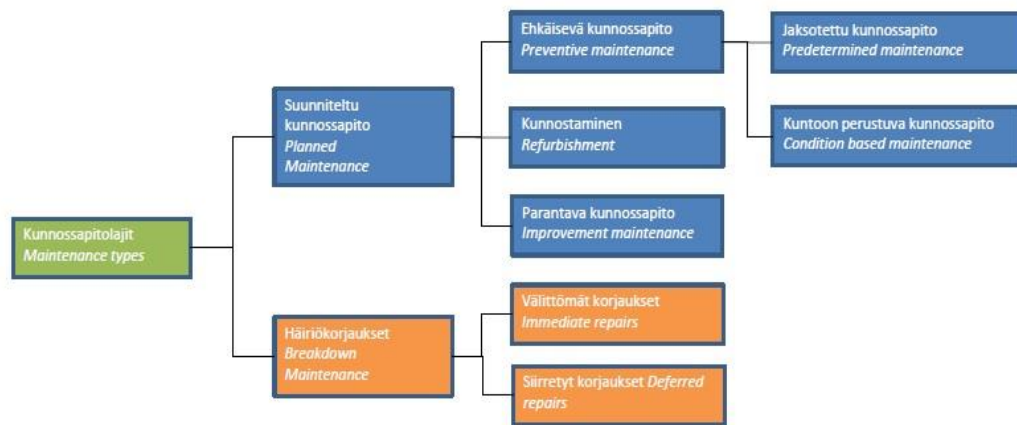 Kunnossapitolajit
Maintenance types
Suunniteltu
kunnossapito
Planned
Maintenance
Ehkäisevä kunnossapito
Preventive maintenance
Jaksotettu kunnossapito
Predetermined maintenance
Kuntoon perustuva kunnossapito
Condition based maintenance
Kunnostaminen
Refurbishment
Parantava kunnossapito
Improvement maintenance
Häiriökorjaukset
Breakdown
Maintenance
Välittömät korjaukset
Immediate repairs
Siirretyt korjaukset Deferred
repairs